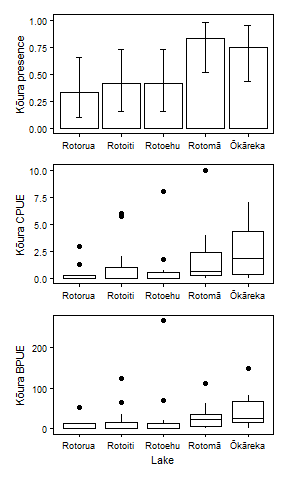 Kōura presence
1.00
0.75
0.50
0.25
0.00
Rotorua Rotoiti Rotoehu Rotomā Ōkāreka
Kōura CPUE
10.0
7.5
5.0
2.5
0.0
Rotorua Rotoiti Rotoehu Rotomā Ōkāreka
Kōura BPUE
200
100
0
Rotorua Rotoiti Rotoehu Rotomā Ōkāreka
Lake